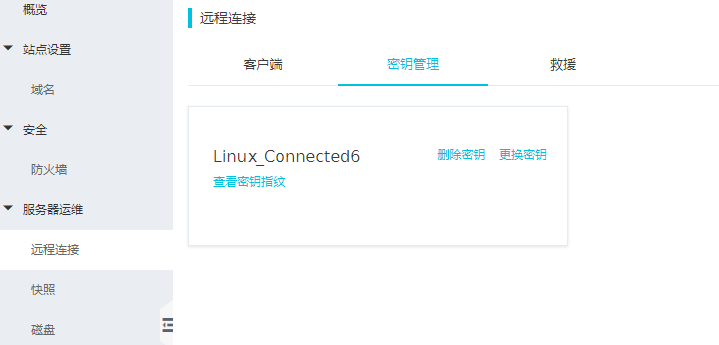 概览
站点设置
域名
安全
防火墙
服务器运维
远程连接
快照
磁盘
远程连接
客户端 密钥管理 救援
Linux_Connected6 删除密钥 更换密钥
查看密钥指纹